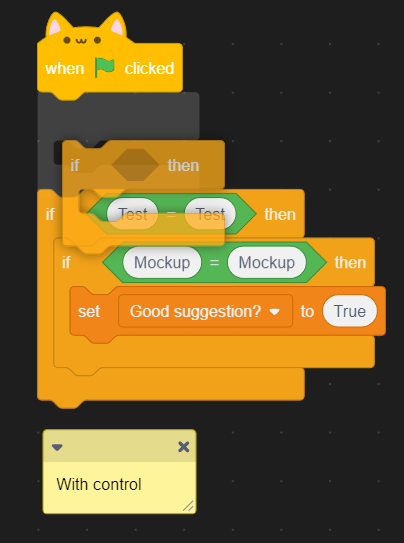 when clicked
if then
if Test = Test then
if Mockup = Mockup then
set Good suggestion? to True
With control